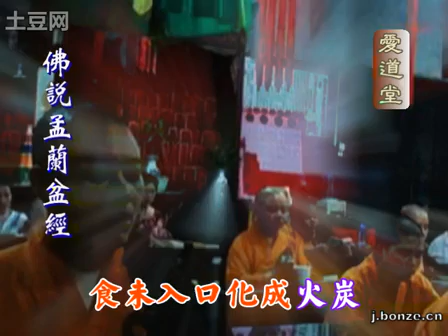 土豆网
愛道堂
佛說盂蘭盆經
食未入口化成火炭
j.bonze.cn